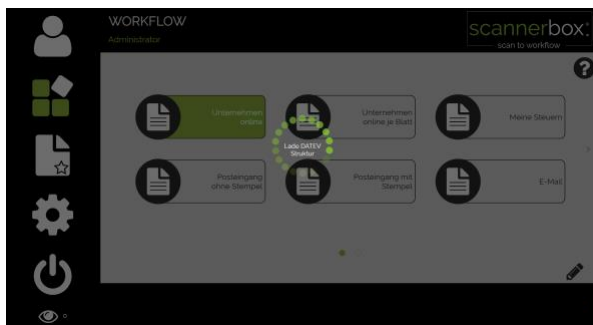 WORKFLOW
Administrator
scannerbox:
scan to workflow
?
Unternehmen
online
Unternehmen
online je Blatt
Meine Steuern
Lade DATEV
Struktur
Posteingang
ohne Stempel
Posteingang mit
Stempel
E-Mail